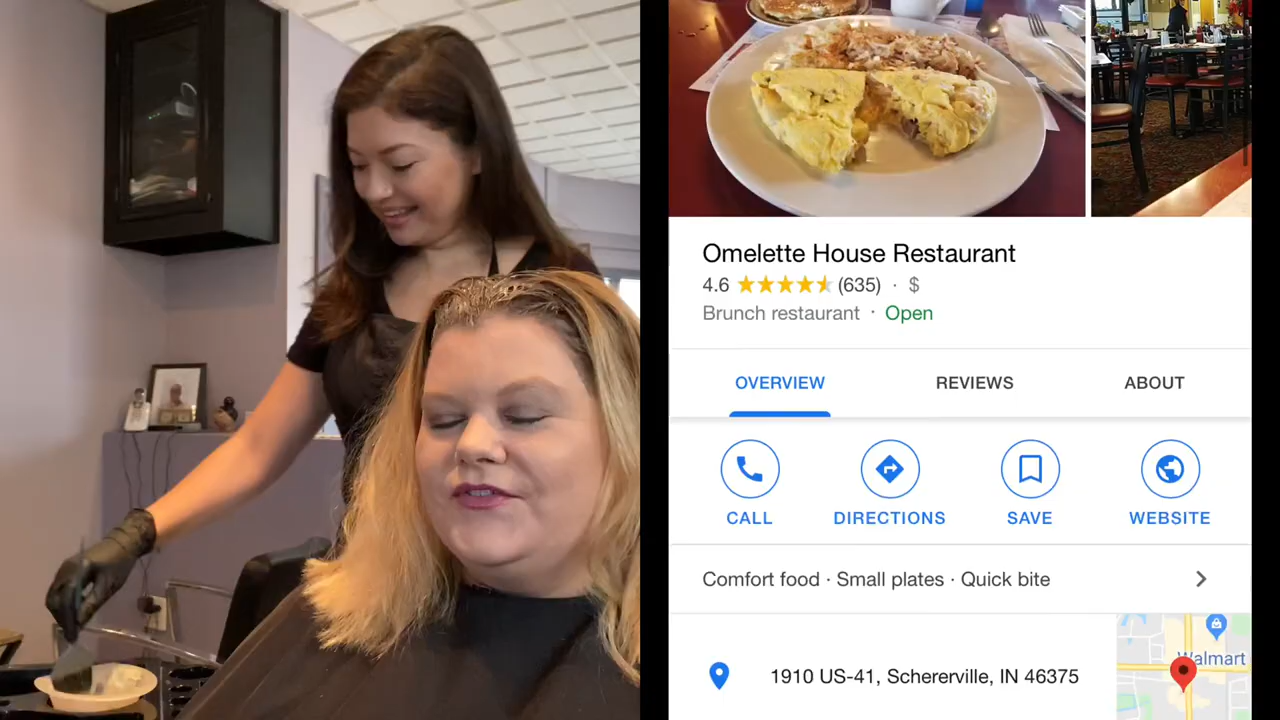 Omelette House Restaurant
4.6 (635) · $
Brunch restaurant · Open
OVERVIEW REVIEWS ABOUT
CALL DIRECTIONS SAVE WEBSITE
Comfort food · Small plates · Quick bite
1910 US-41, Schererville, IN 46375
Walmart